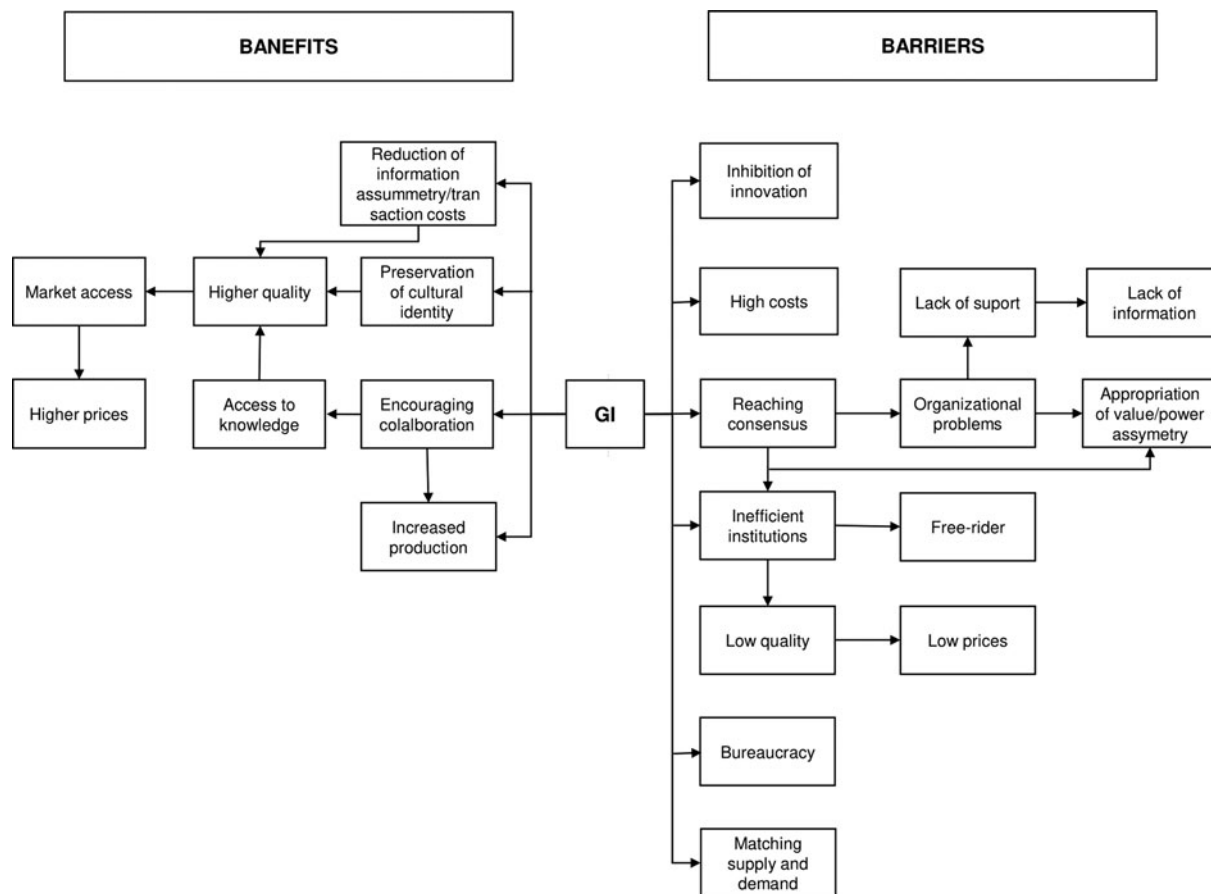 BANEFITS
BARRIERS
Reduction of
information
assummetry/tran
saction costs
Market access
Higher quality
Preservation
of cultural
identity
Higher prices
Access to
knowledge
Encouraging
colalboration
Increased
production
GI
Inhibition of
innovation
High costs
Lack of suport
Lack of
information
Reaching
consensus
Organizational
problems
Appropriation
of value/power
assymetry
Inefficient
institutions
Free-rider
Low quality
Low prices
Bureaucracy
Matching
supply and
demand